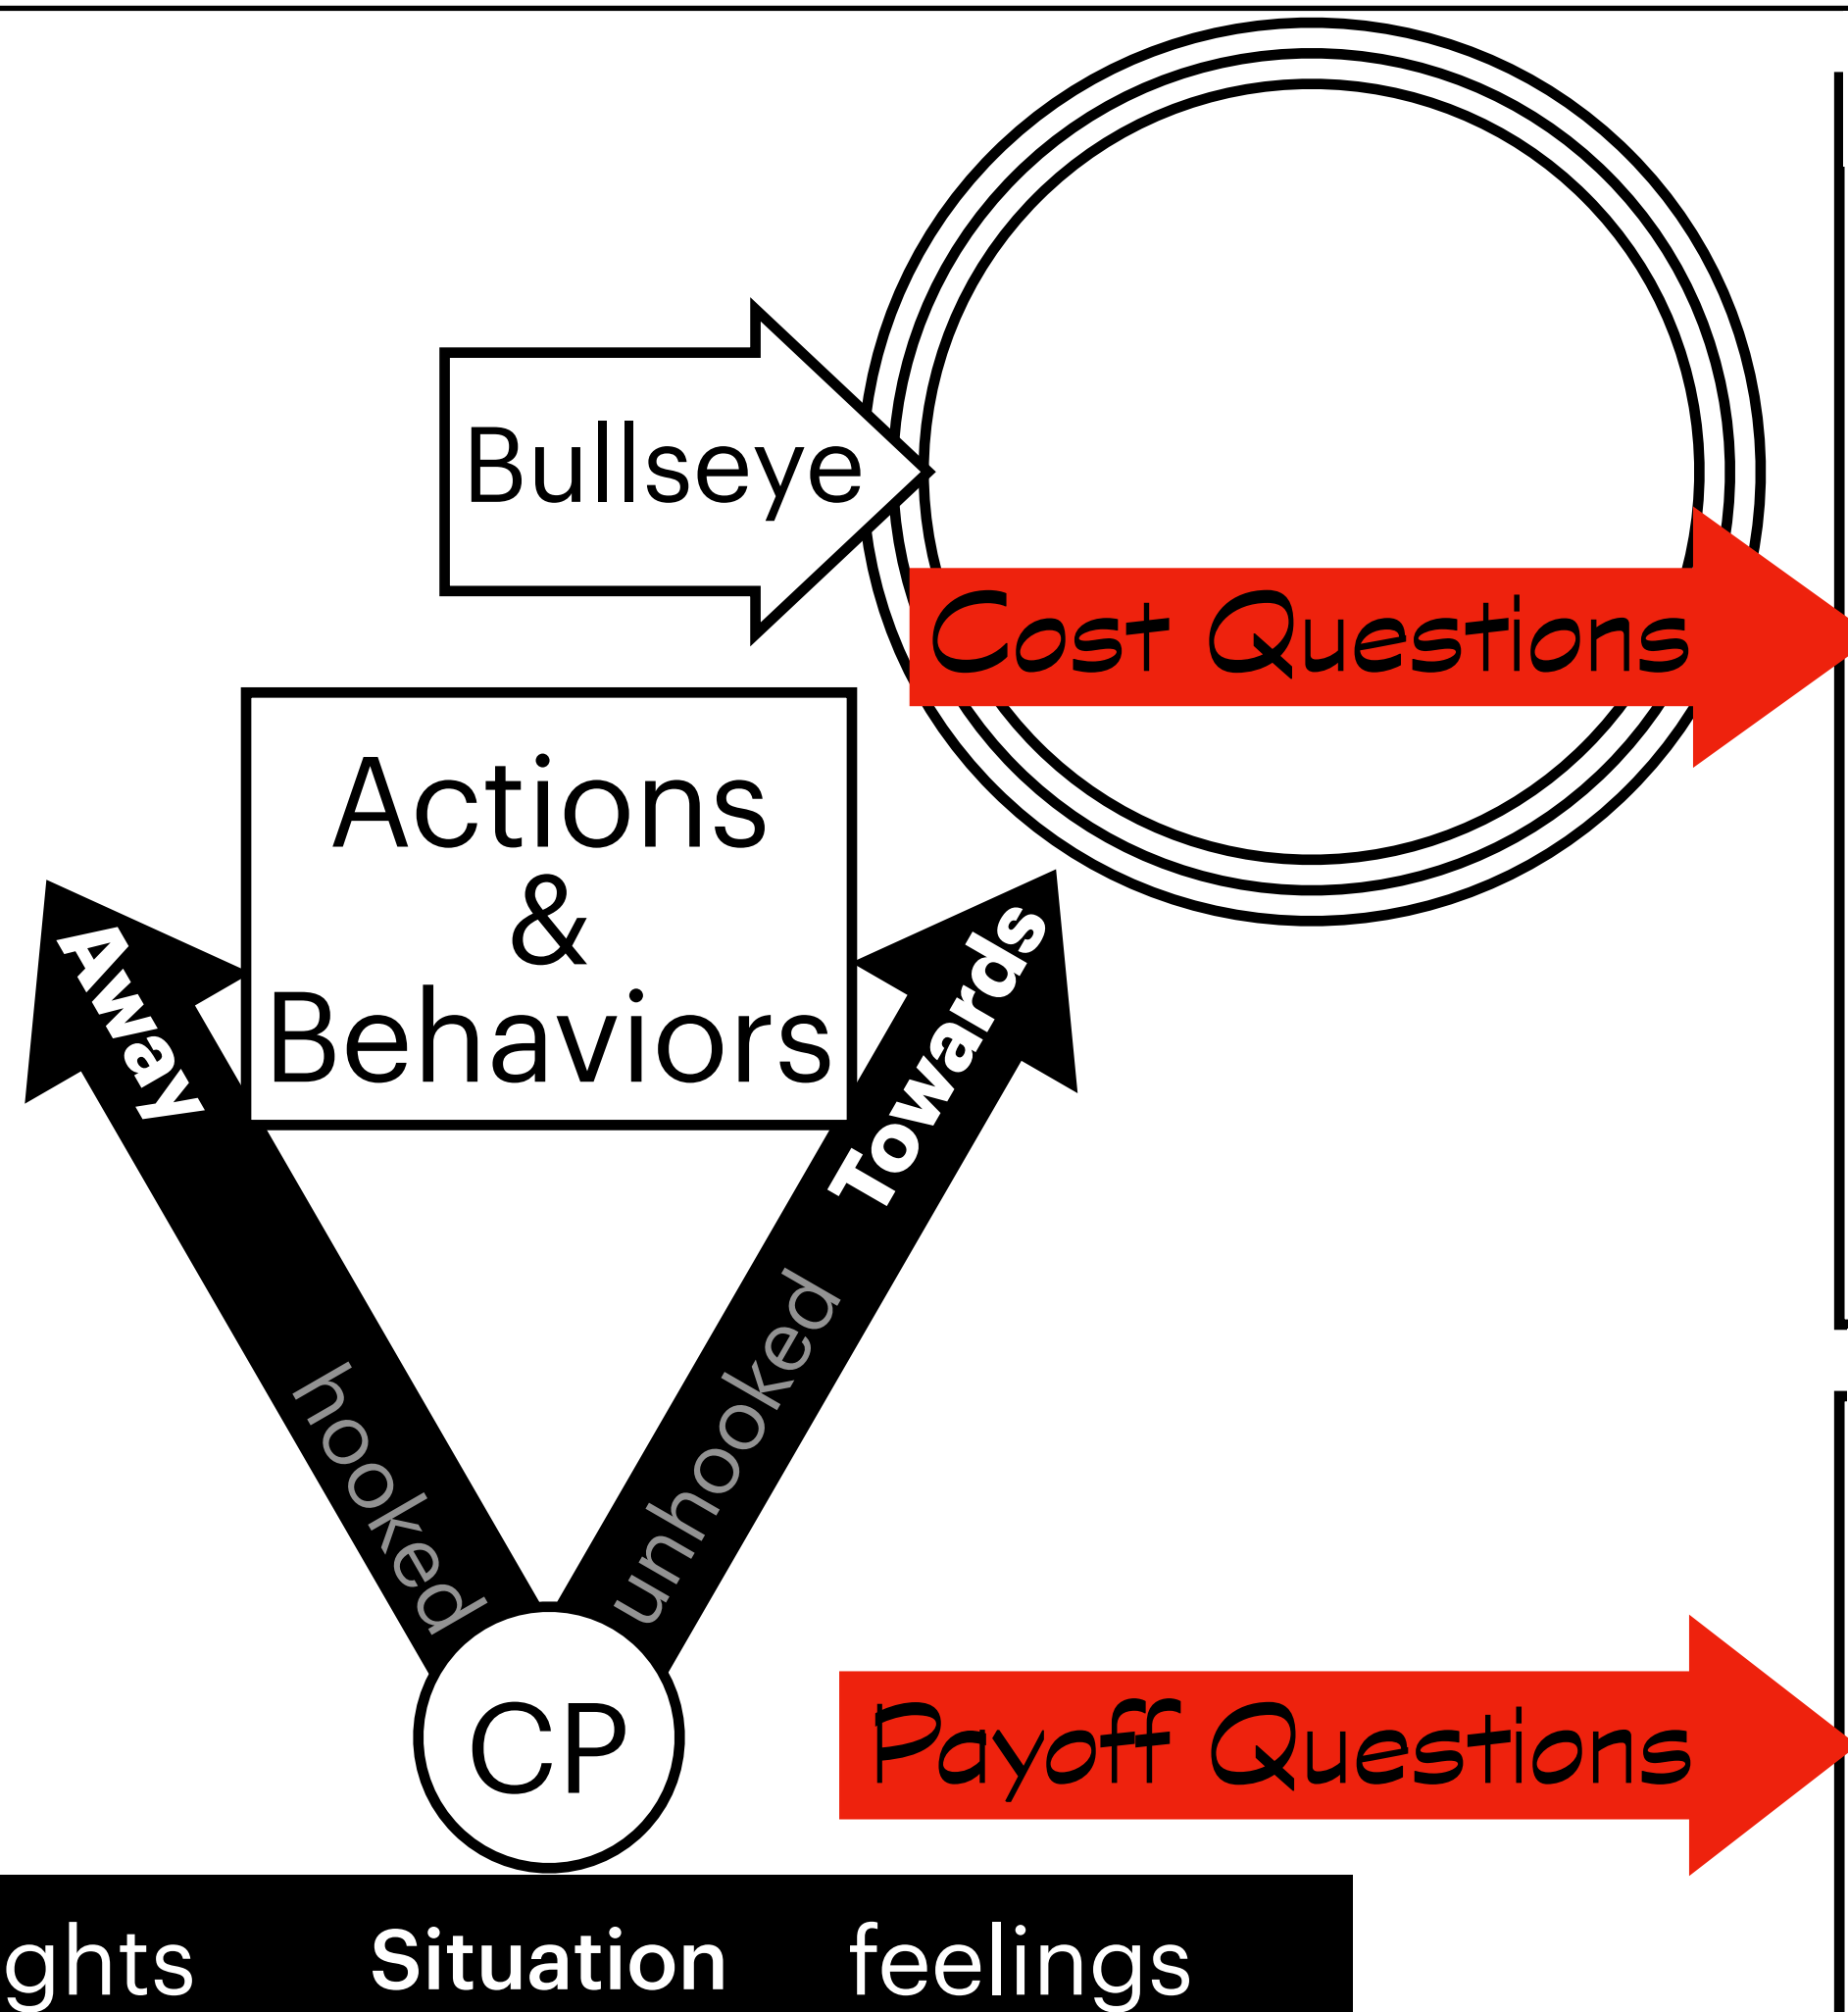 Bullseye
Cost Questions
Actions
&
Behaviors
Away
Towards
hooked
unhooked
CP
Payoff Questions
ghts Situation feelings